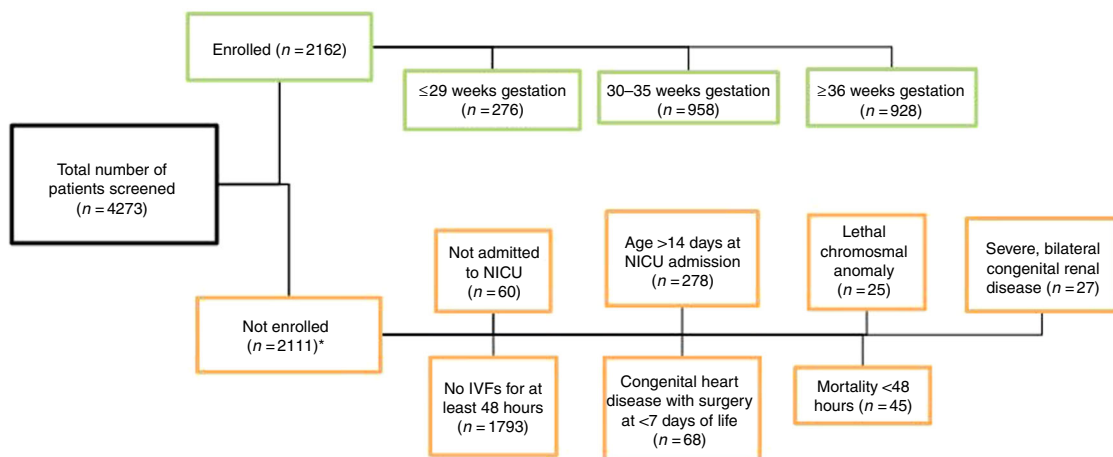 Enrolled (n = 2162)
≤29 weeks gestation
(n = 276)
30–35 weeks gestation
(n = 958)
≥36 weeks gestation
(n = 928)
Total number of
patients screened
(n = 4273)
Not enrolled
(n = 2111)*
Not admitted
to NICU
(n = 60)
Age >14 days at
NICU admission
(n = 278)
Lethal
chromosmal
anomaly
(n = 25)
Severe, bilateral
congenital renal
disease (n = 27)
No IVFs for at
least 48 hours
(n = 1793)
Congenital heart
disease with surgery
at <7 days of life
(n = 68)
Mortality <48
hours (n = 45)